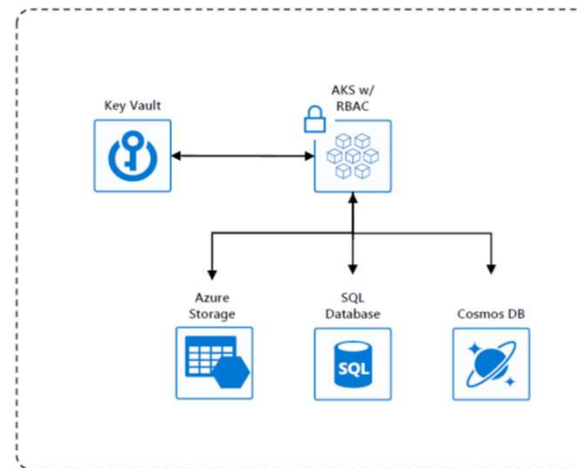 Key Vault
AKS w/
RBAC
Azure
Storage
SQL
Database
Cosmos DB
SQL